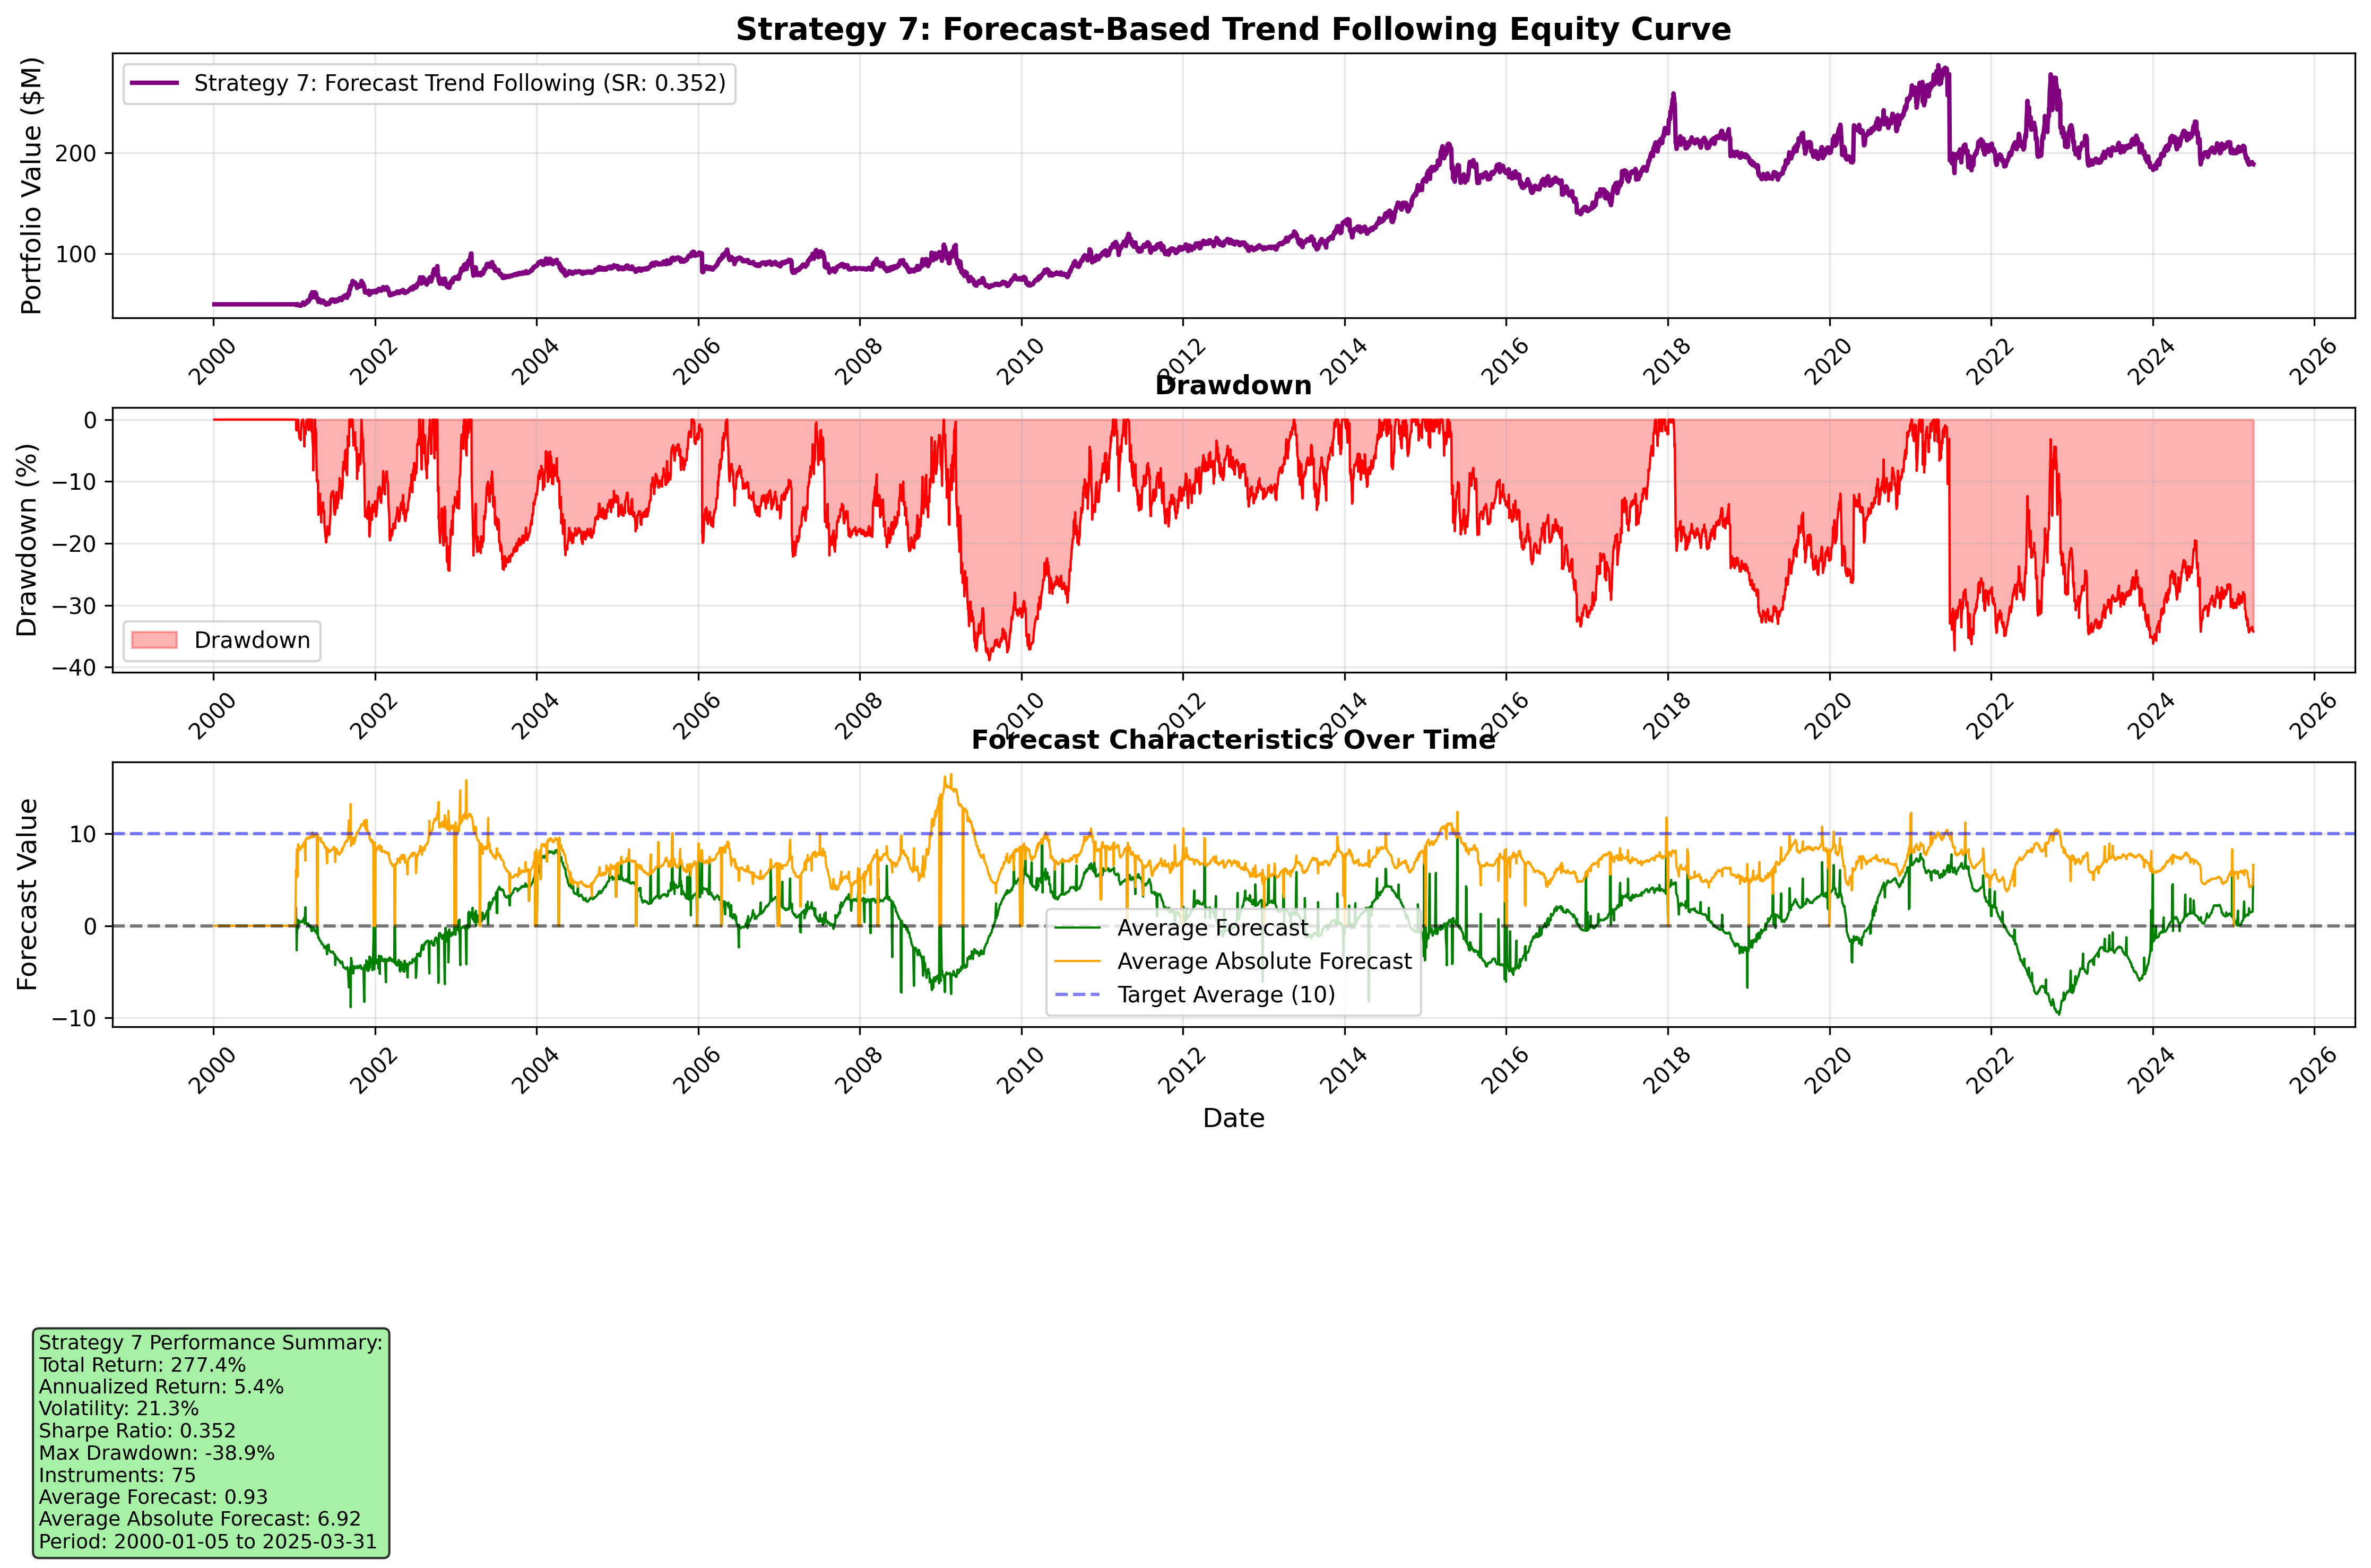 Strategy 7: Forecast-Based Trend Following Equity Curve
Portfolio Value ($M)
200
100
Strategy 7: Forecast Trend Following (SR: 0.352)
2000 2002 2004 2006 2008 2010 2012 2014 2016 2018 2020 2022 2024 2026
Drawdown
Drawdown (%)
0
−10
−20
−30
−40
Drawdown
2000 2002 2004 2006 2008 2010 2012 2014 2016 2018 2020 2022 2024 2026
Forecast Characteristics Over Time
Forecast Value
10
0
−10
Average Forecast
Average Absolute Forecast
Target Average (10)
2000 2002 2004 2006 2008 2010 2012 2014 2016 2018 2020 2022 2024 2026
Date
Strategy 7 Performance Summary:
Total Return: 277.4%
Annualized Return: 5.4%
Volatility: 21.3%
Sharpe Ratio: 0.352
Max Drawdown: -38.9%
Instruments: 75
Average Forecast: 0.93
Average Absolute Forecast: 6.92
Period: 2000-01-05 to 2025-03-31